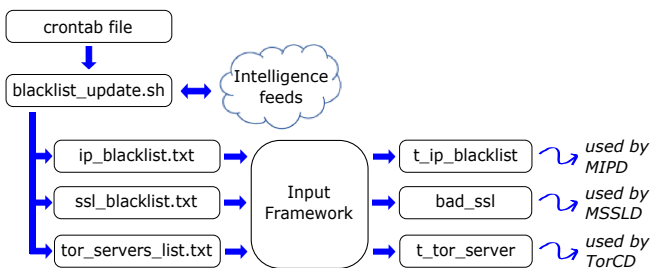 crontab file
blacklist_update.sh
Intelligence
feeds
ip_blacklist.txt
t_ip_blacklist
used by
MIPD
ssl_blacklist.txt
Input
Framework
bad_ssl
used by
MSSLD
tor_servers_list.txt
t_tor_server
used by
TorCD